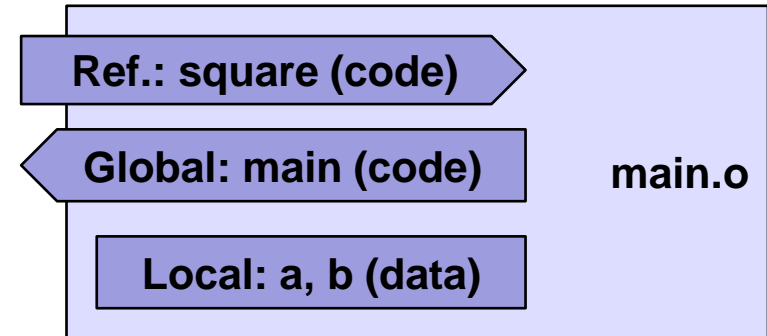 Ref.: square (code)
Global: main (code)
main.o
Local: a, b (data)